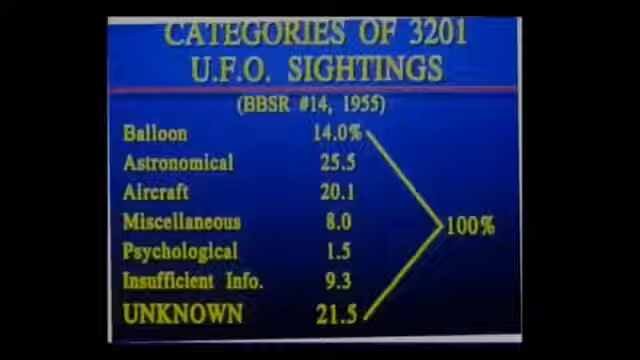 CATEGORIES OF 3201
U.F.O. SIGHTINGS
(BBSR #14, 1955)
Balloon 14.0%
Astronomical 25.5
Aircraft 20.1
Miscellaneous 8.0
100%
Psychological 1.5
Insufficient Info. 9.3
UNKNOWN 21.5